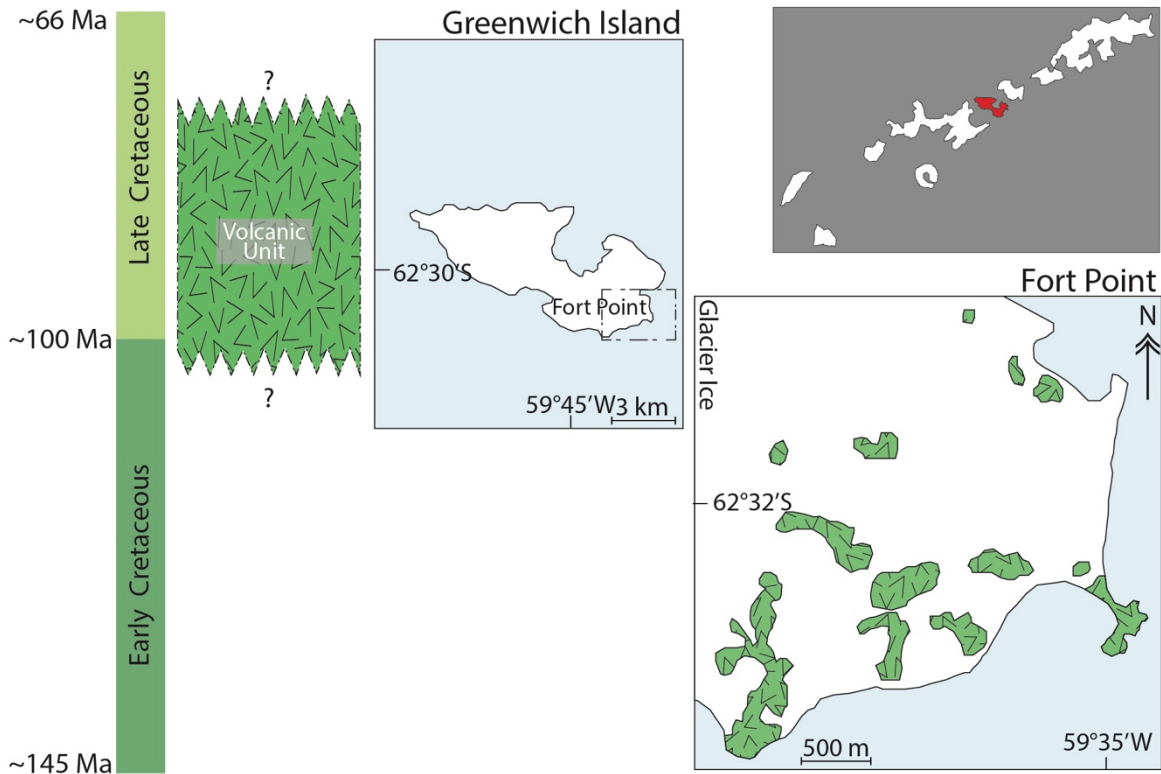 ~66 Ma
Late Cretaceous
~100 Ma
Early Cretaceous
~145 Ma
?
Volcanic
Unit
?
Greenwich Island
62°30'S
Fort Point
59°45'W
3 km
Fort Point
Glacier Ice
N
62°32'S
500 m
59°35'W